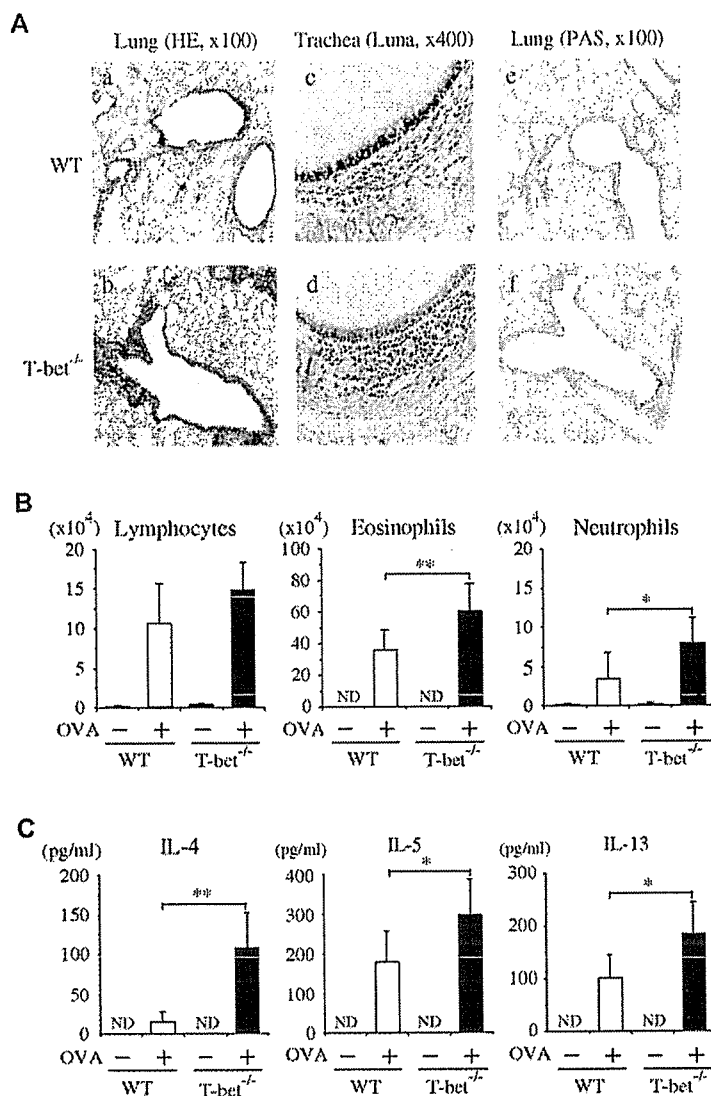 A
Lung (HE, x100) Trachea (Luna, x400) Lung (PAS, x100)
a c e
WT
b d f
T-bet-/-
B
(x10⁴) Lymphocytes (x10⁴) Eosinophils (x10⁴) Neutrophils
20 100 20
15 80 15
10 60 10
5 40 5
0 20 0
0
** *
ND ND
OVA − + − + OVA − + − + OVA − + − +
WT T-bet-/- WT T-bet-/- WT T-bet-/-
C
(pg/ml) IL-4 (pg/ml) IL-5 (pg/ml) IL-13
200 500 300
150 400 200
100 300 100
50 200 0
0 100
0
** * *
ND ND ND ND ND ND
OVA − + − + OVA − + − + OVA − + − +
WT T-bet-/- WT T-bet-/- WT T-bet-/-